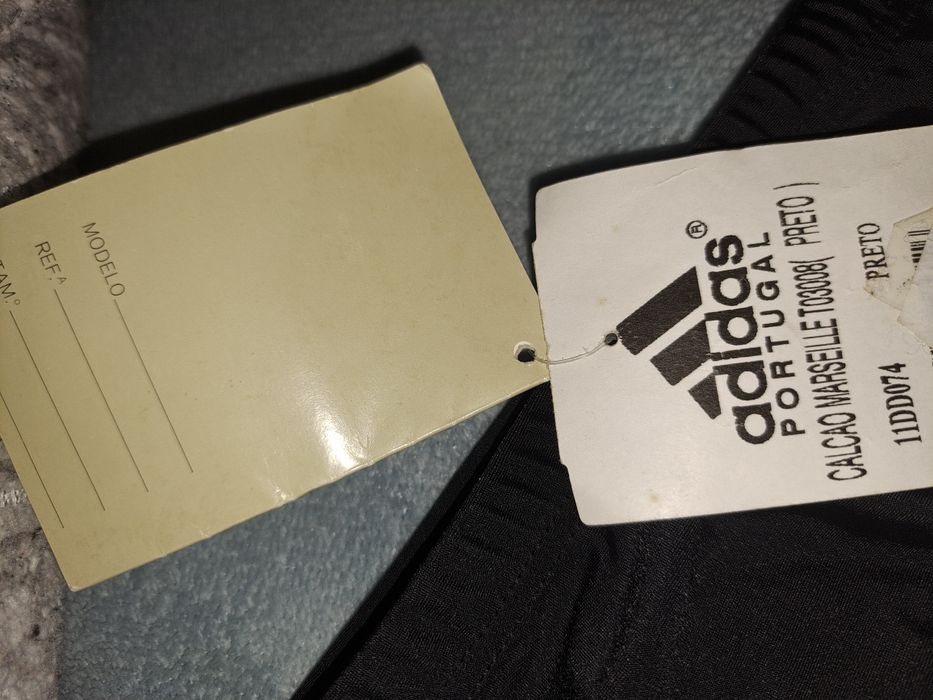 MODELO
REF.ª
TAM.º
adidas®
PORTUGAL
CALCAO MARSEILLE T03008( PRETO )
11DD074 PRETO